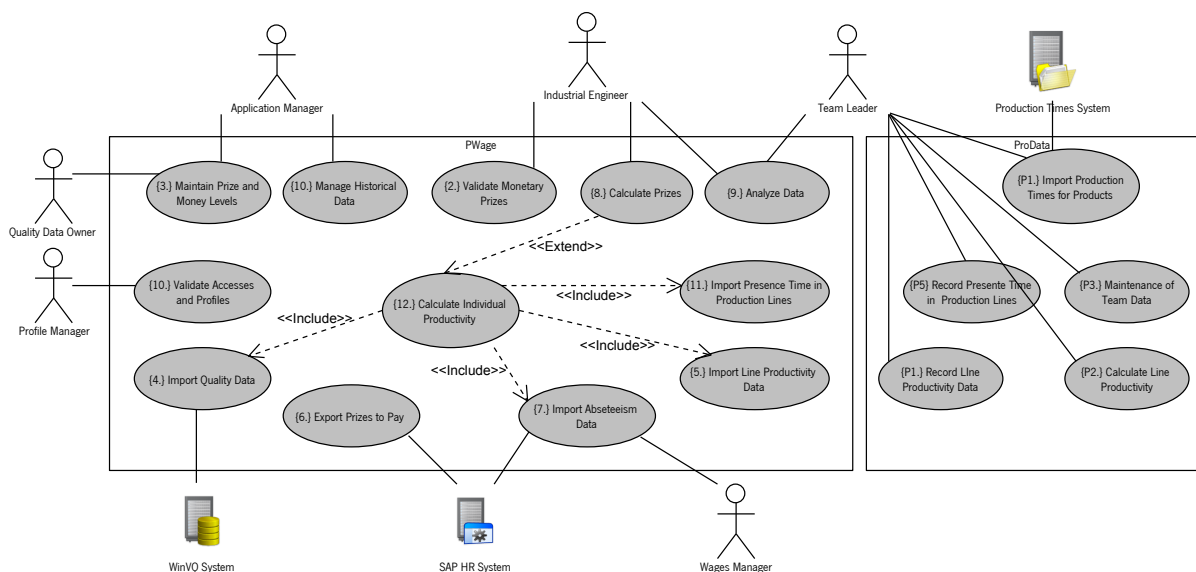 Application Manager
Industrial Engineer
Team Leader
Production Times System
PWage
ProData
Quality Data Owner
{3.} Maintain Prize and
Money Levels
{10.} Manage Historical
Data
{2.} Validate Monetary
Prizes
{8.} Calculate Prizes
{9.} Analyze Data
{P1.} Import Production
Times for Products
<<Extend>>
Profile Manager
{10.} Validate Accesses
and Profiles
{12.} Calculate Individual
Productivity
<<Include>>
{11.} Import Presence Time in
Production Lines
{P5} Record Presente Time
in Production Lines
{P3.} Maintenance of
Team Data
<<Include>>
<<Include>>
<<Include>>
{4.} Import Quality Data
{5.} Import Line Productivity
Data
{P1.} Record LIne
Productivity Data
{P2.} Calculate Line
Productivity
{6.} Export Prizes to Pay
{7.} Import Abseteeism
Data
WinVQ System
SAP HR System
Wages Manager